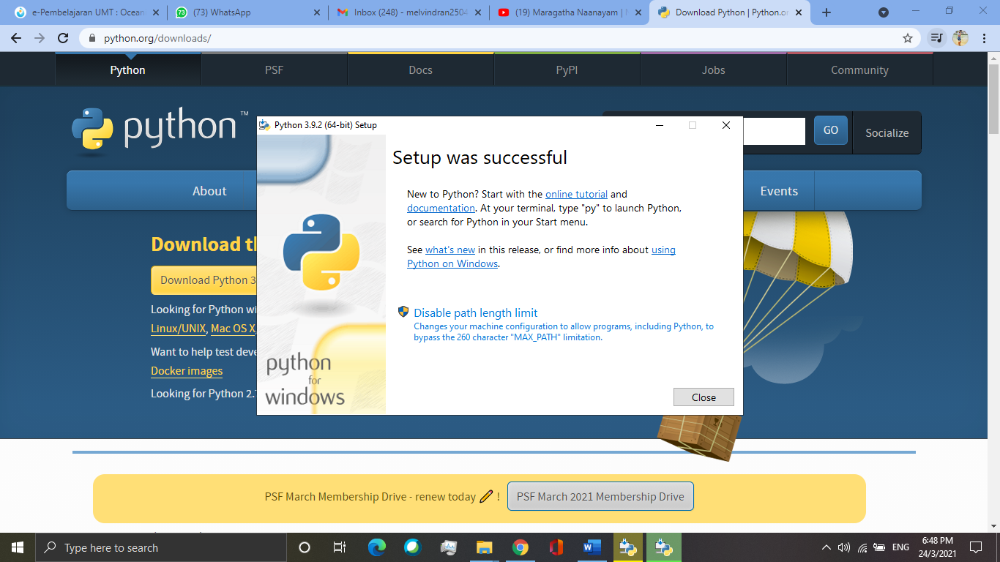 e-Pembelajaran UMT : Ocean
(73) WhatsApp
Inbox (248) - melvindran2504
(19) Maragatha Naanayam |
Download Python | Python.or
python.org/downloads/
Python
PSF
Docs
PyPI
Jobs
Community
python™
GO
Socialize
About
Events
Download th
Download Python 3
Looking for Python wi
Linux/UNIX, Mac OS X,
Want to help test deve
Docker images
Looking for Python 2.7
Python 3.9.2 (64-bit) Setup
Setup was successful
New to Python? Start with the online tutorial and
documentation. At your terminal, type "py" to launch Python,
or search for Python in your Start menu.
See what's new in this release, or find more info about using
Python on Windows.
Disable path length limit
Changes your machine configuration to allow programs, including Python, to
bypass the 260 character "MAX_PATH" limitation.
python
for
windows
Close
PSF March Membership Drive - renew today !
PSF March 2021 Membership Drive
Type here to search
ENG
6:48 PM
24/3/2021